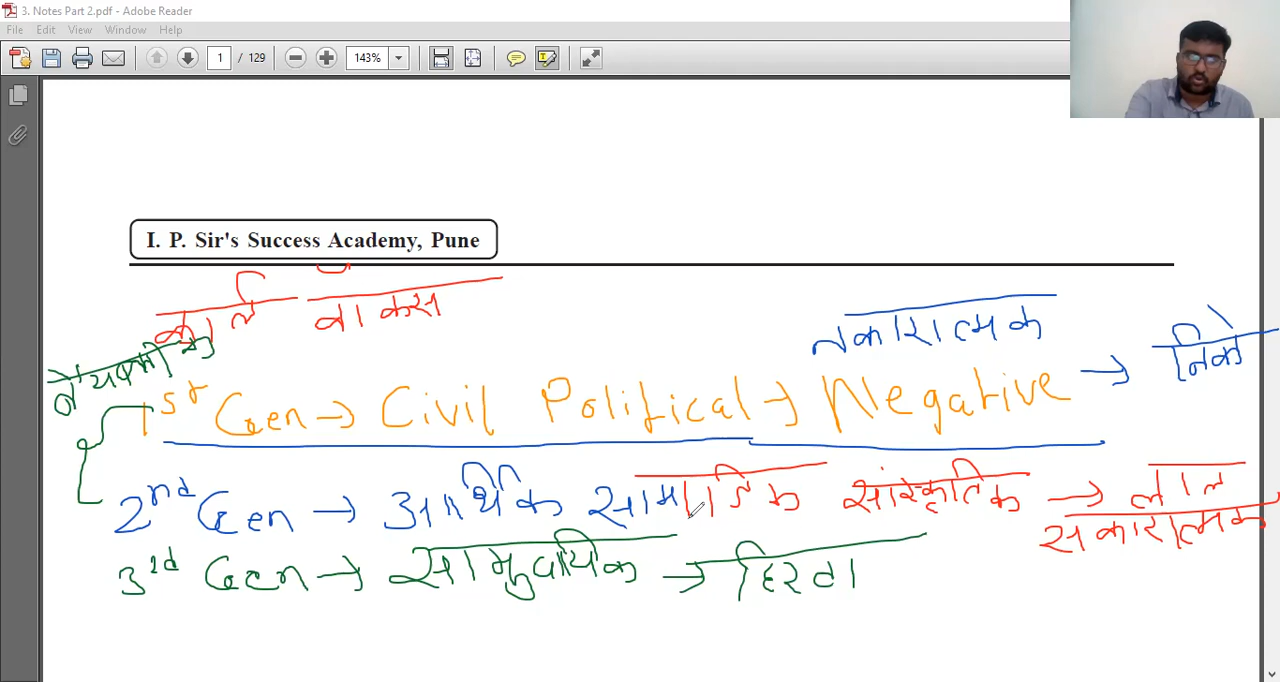 3. Notes Part 2.pdf - Adobe Reader
File Edit View Window Help
1 / 129 143%
I. P. Sir's Success Academy, Pune
कार्ल वाकस
नकारात्मक
1st Gen → Civil Political → Negative →
2nd Gen → आर्थिक सामाजिक सांस्कृतिक → लाल
सकारात्मक
3rd Gen → सामुदायिक → हिरवा